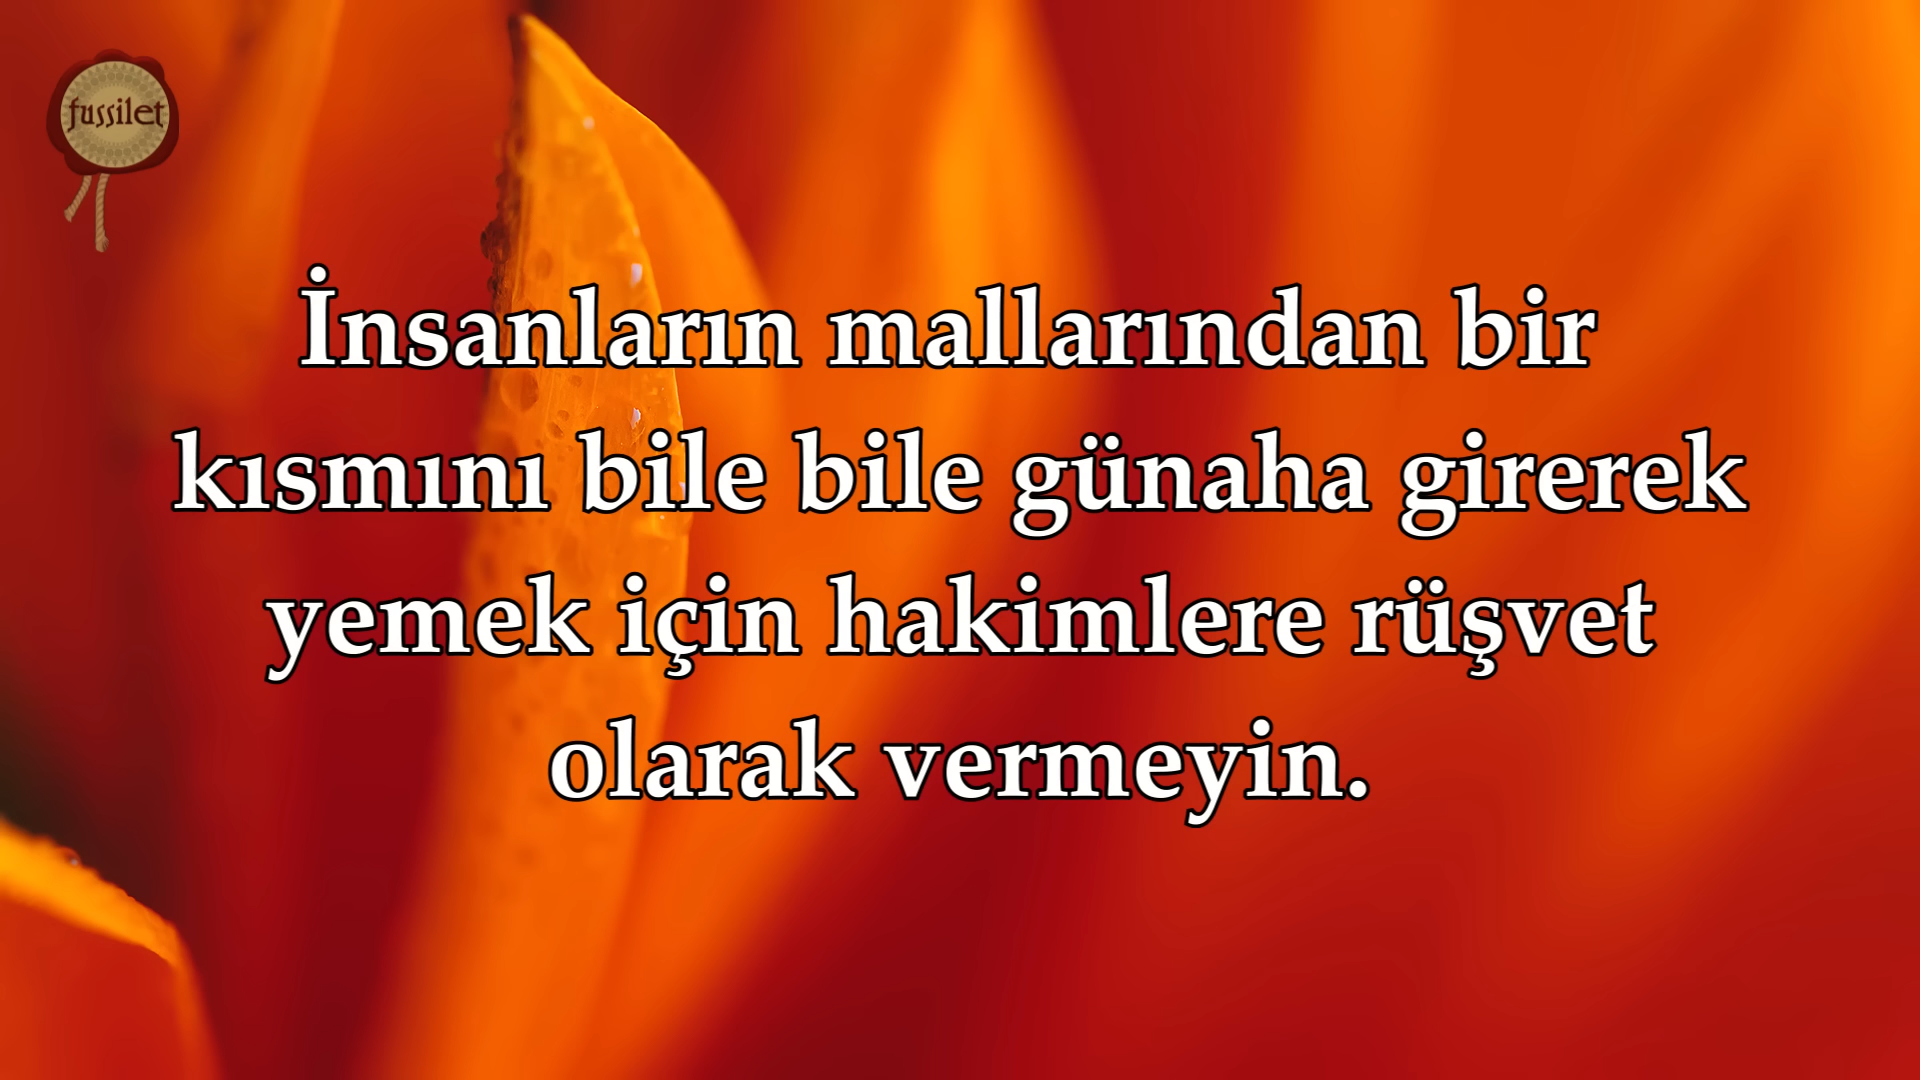 fussilet
İnsanların mallarından bir
kısmını bile bile günaha girerek
yemek için hakimlere rüşvet
olarak vermeyin.